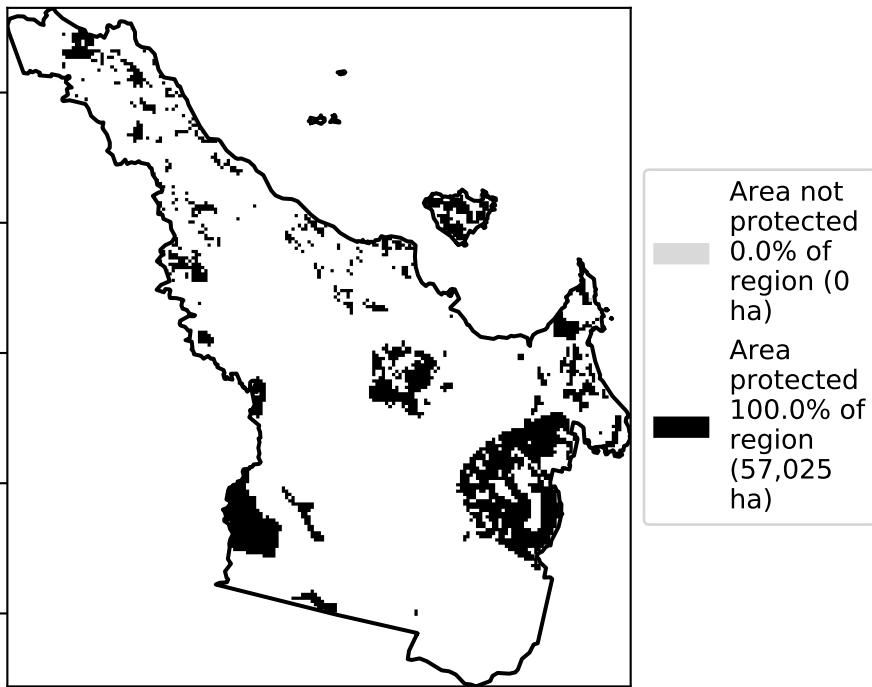 Area not
protected
0.0% of
region (0
ha)
Area
protected
100.0% of
region
(57,025
ha)